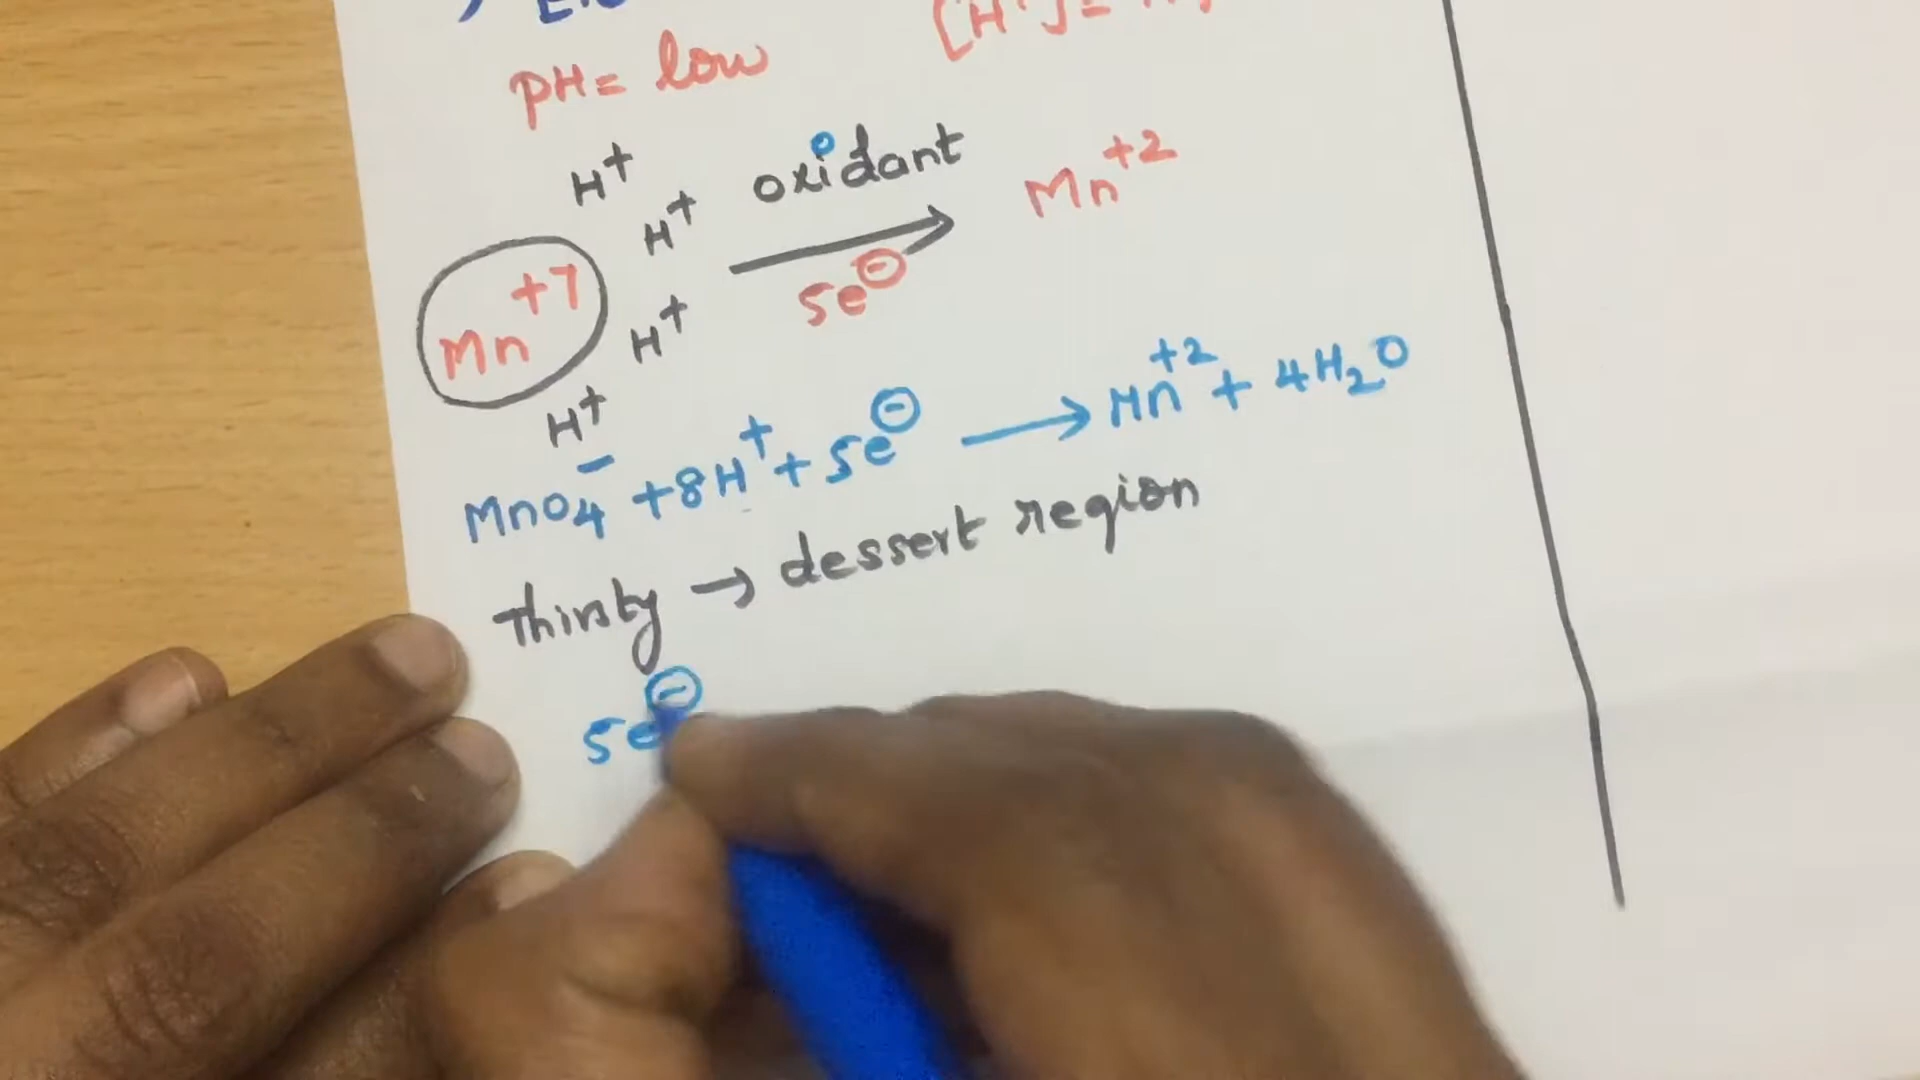 pH= low
H+ oxidant Mn+2
H+
Mn+7 H+ 5e⊖
H+
MnO4- +8H+ + 5e⊖ → Mn+2 + 4H2O
Thirsty → dessert region
5e⊖